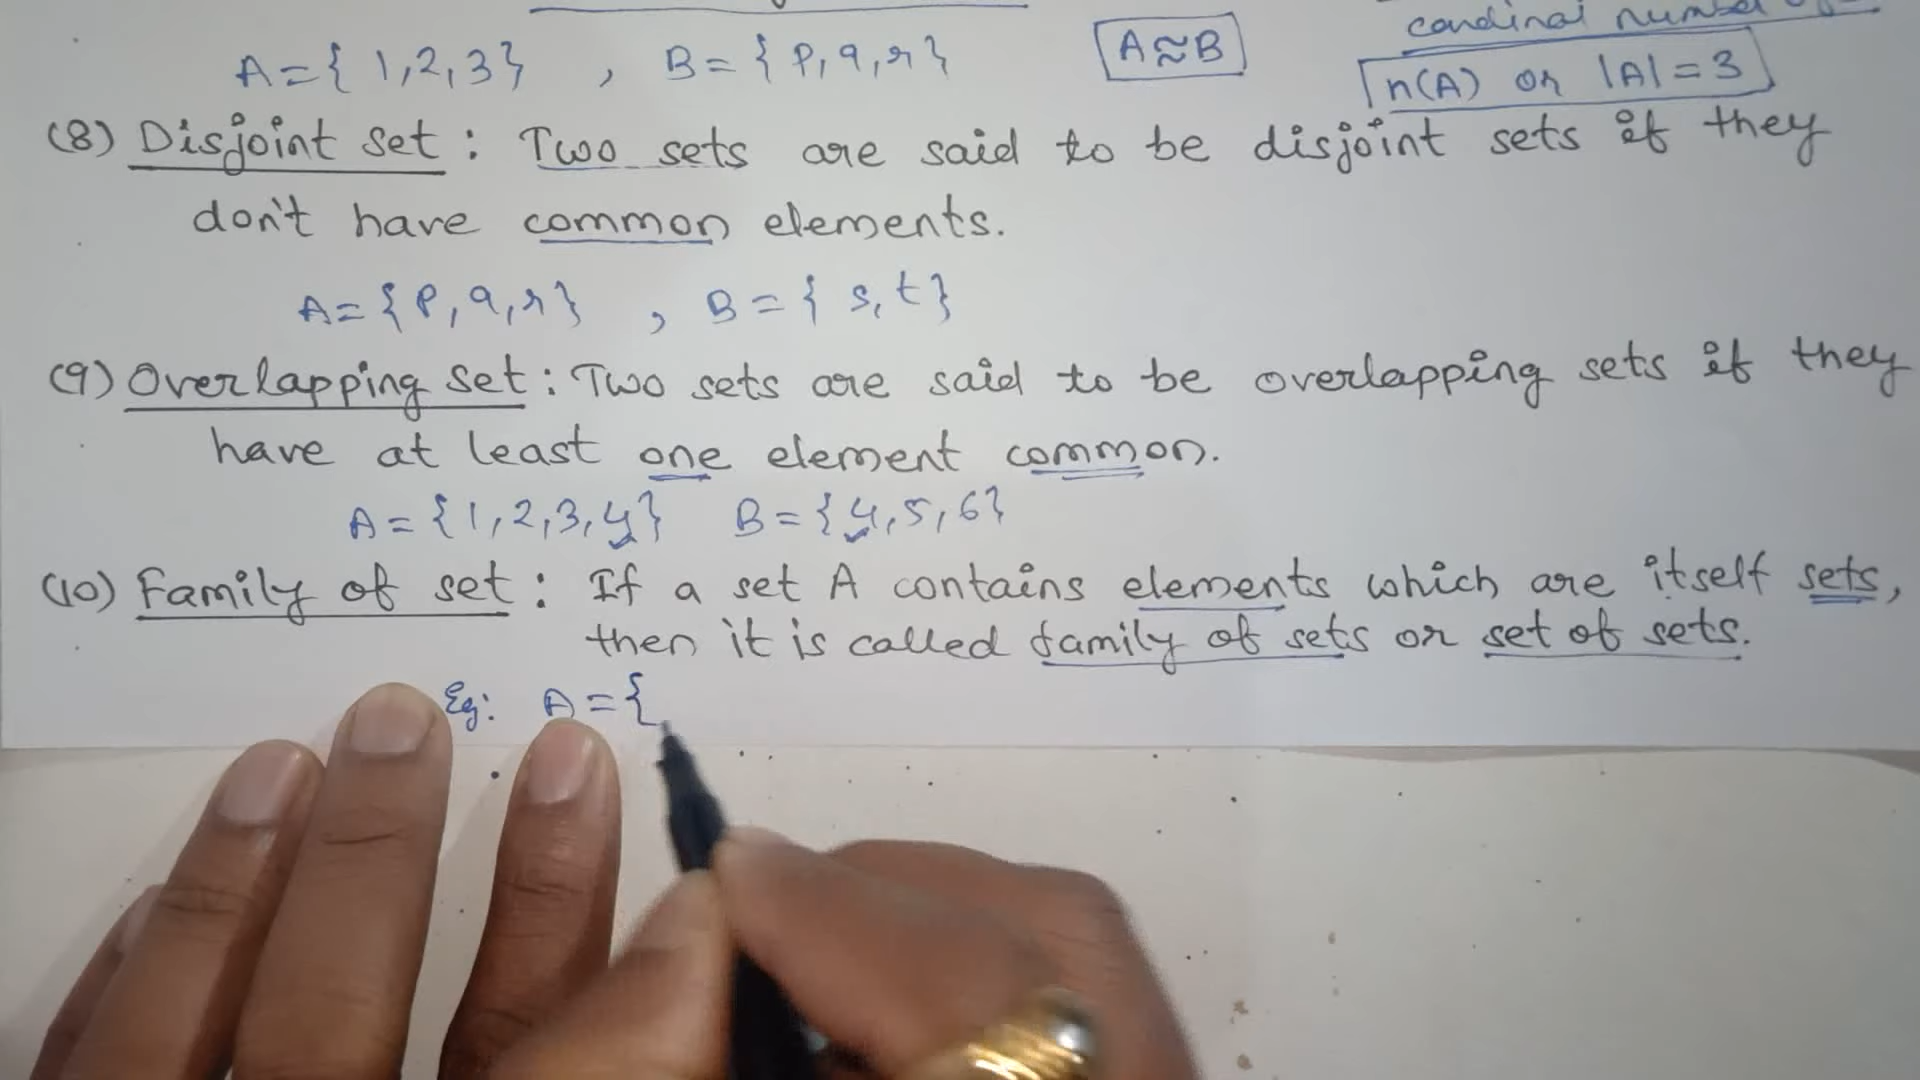 cardinal number
A={ 1,2,3} , B={ p,q,r} A≈B n(A) or |A|=3
(8) Disjoint set : Two sets are said to be disjoint sets if they
don't have common elements.
A={p,q,r} , B={ s,t}
(9) Overlapping set : Two sets are said to be overlapping sets if they
have at least one element common.
A={1,2,3,4} B={4,5,6}
(10) Family of set : If a set A contains elements which are itself sets,
then it is called family of sets or set of sets.
Eg: A={